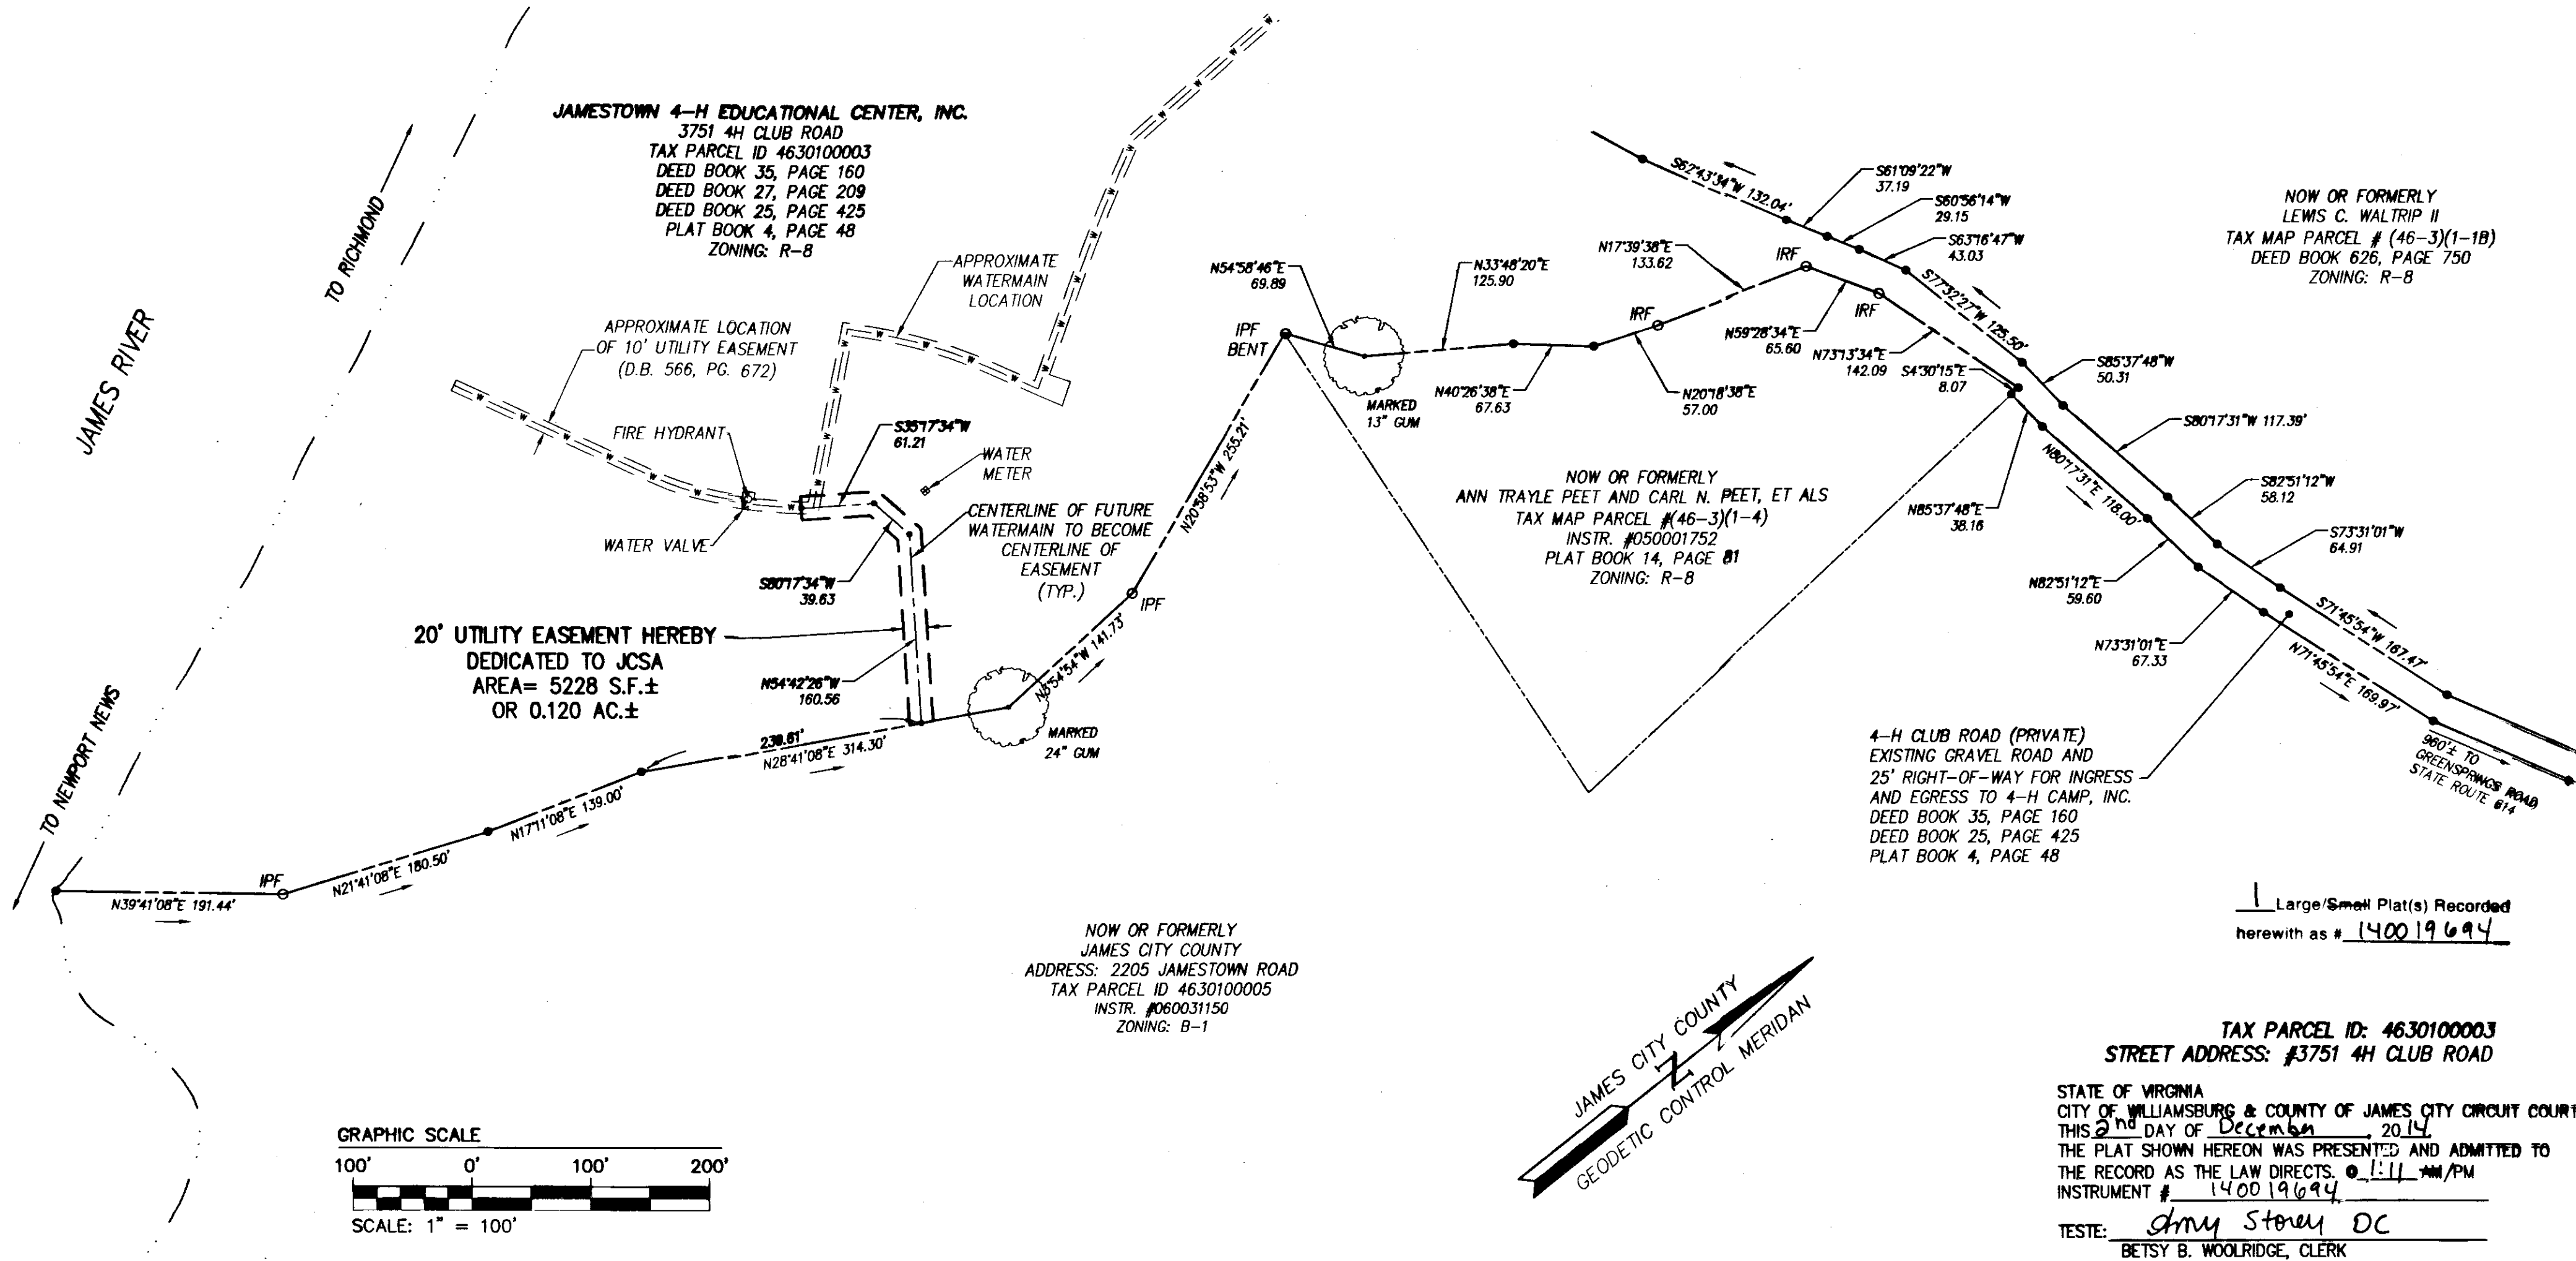 JAMESTOWN 4-H EDUCATIONAL CENTER, INC.
3751 4H CLUB ROAD
TAX PARCEL ID 4630100003
DEED BOOK 35, PAGE 160
DEED BOOK 27, PAGE 209
DEED BOOK 25, PAGE 425
PLAT BOOK 4, PAGE 48
ZONING: R-8
JAMES RIVER
TO RICHMOND
TO NEWPORT NEWS
APPROXIMATE
WATERMAIN
LOCATION
APPROXIMATE LOCATION
OF 10' UTILITY EASEMENT
(D.B. 566, PG. 672)
FIRE HYDRANT
WATER VALVE
S35°17'34"W
61.21
WATER
METER
CENTERLINE OF FUTURE
WATERMAIN TO BECOME
CENTERLINE OF
EASEMENT
(TYP.)
S80°17'34"W
39.63
20' UTILITY EASEMENT HEREBY
DEDICATED TO JCSA
AREA= 5228 S.F.±
OR 0.120 AC.±
N54°42'26"W
160.56
N39°41'08"E 191.44'
IPF
N21°41'08"E 180.50'
N17°11'08"E 139.00'
239.61'
N28°41'08"E 314.30'
MARKED
24" GUM
N3°54'54"W 141.73'
IPF
N20°58'53"W 255.21'
IPF
BENT
N54°58'46"E
69.89
MARKED
13" GUM
N33°48'20"E
125.90
N40°26'38"E
67.63
IRF
N20°18'38"E
57.00
N17°39'38"E
133.62
IRF
N59°28'34"E
65.60
IRF
N73°13'34"E
142.09
S4°30'15"E
8.07
S62°43'34"W 132.04'
S61°09'22"W
37.19
S60°56'14"W
29.15
S63°16'47"W
43.03
S77°32'27"W 125.50'
S85°37'48"W
50.31
S80°17'31"W 117.39'
S82°51'12"W
58.12
S73°31'01"W
64.91
S71°45'54"W 167.47'
N85°37'48"E
38.16
N80°17'31"E 118.00'
N82°51'12"E
59.60
N73°31'01"E
67.33
N71°45'54"E 169.97'
960'± TO
GREENSPRINGS ROAD,
STATE ROUTE 614
NOW OR FORMERLY
LEWIS C. WALTRIP II
TAX MAP PARCEL # (46-3)(1-1B)
DEED BOOK 626, PAGE 750
ZONING: R-8
NOW OR FORMERLY
ANN TRAYLE PEET AND CARL N. PEET, ET ALS
TAX MAP PARCEL #(46-3)(1-4)
INSTR. #050001752
PLAT BOOK 14, PAGE 81
ZONING: R-8
4-H CLUB ROAD (PRIVATE)
EXISTING GRAVEL ROAD AND
25' RIGHT-OF-WAY FOR INGRESS
AND EGRESS TO 4-H CAMP, INC.
DEED BOOK 35, PAGE 160
DEED BOOK 25, PAGE 425
PLAT BOOK 4, PAGE 48
NOW OR FORMERLY
JAMES CITY COUNTY
ADDRESS: 2205 JAMESTOWN ROAD
TAX PARCEL ID 4630100005
INSTR. #060031150
ZONING: B-1
JAMES CITY COUNTY
N
GEODETIC CONTROL MERIDAN
GRAPHIC SCALE
100' 0' 100' 200'
SCALE: 1" = 100'
1 Large/Small Plat(s) Recorded
herewith as # 140019694
TAX PARCEL ID: 4630100003
STREET ADDRESS: #3751 4H CLUB ROAD
STATE OF VIRGINIA
CITY OF WILLIAMSBURG & COUNTY OF JAMES CITY CIRCUIT COURT
THIS 2nd DAY OF December, 2014
THE PLAT SHOWN HEREON WAS PRESENTED AND ADMITTED TO
THE RECORD AS THE LAW DIRECTS. @ 1:11 AM/PM
INSTRUMENT # 140019694
TESTE: Amy Storey DC
BETSY B. WOOLRIDGE, CLERK